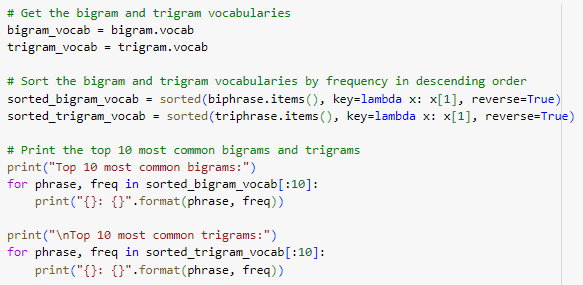 # Get the bigram and trigram vocabularies
bigram_vocab = bigram.vocab
trigram_vocab = trigram.vocab

# Sort the bigram and trigram vocabularies by frequency in descending order
sorted_bigram_vocab = sorted(biphrase.items(), key=lambda x: x[1], reverse=True)
sorted_trigram_vocab = sorted(triphrase.items(), key=lambda x: x[1], reverse=True)

# Print the top 10 most common bigrams and trigrams
print("Top 10 most common bigrams:")
for phrase, freq in sorted_bigram_vocab[:10]:
    print("{}: {}".format(phrase, freq))

print("\nTop 10 most common trigrams:")
for phrase, freq in sorted_trigram_vocab[:10]:
    print("{}: {}".format(phrase, freq))